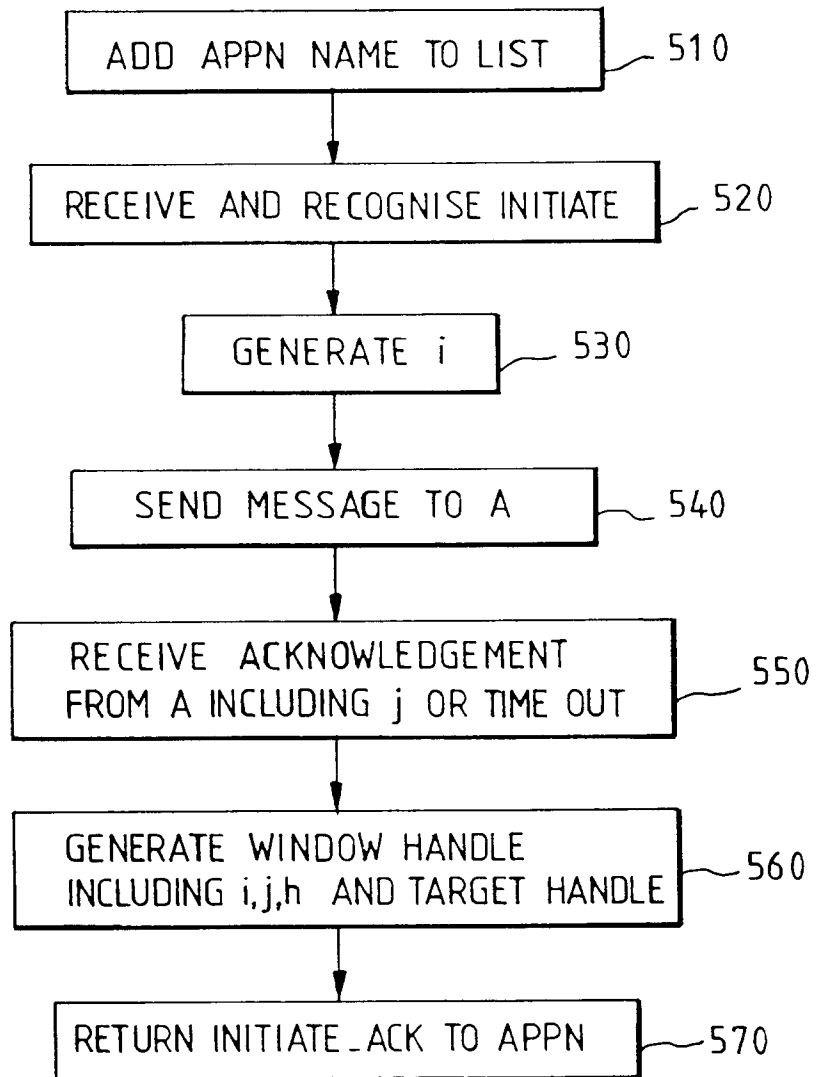 ADD APPN NAME TO LIST 510
RECEIVE AND RECOGNISE INITIATE 520
GENERATE i 530
SEND MESSAGE TO A 540
RECEIVE ACKNOWLEDGEMENT
FROM A INCLUDING j OR TIME OUT 550
GENERATE WINDOW HANDLE
INCLUDING i,j,h AND TARGET HANDLE 560
RETURN INITIATE_ACK TO APPN 570